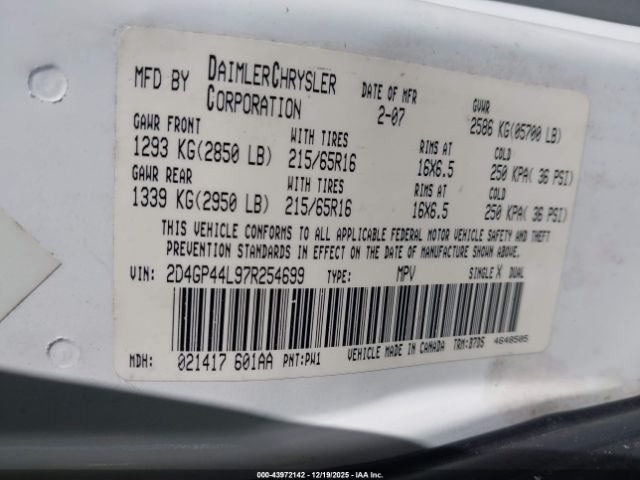 MFD BY DAIMLERCHRYSLER CORPORATION DATE OF MFR 2-07 GVWR 2586 KG(05700 LB)
GAWR FRONT WITH TIRES RIMS AT COLD
1293 KG(2850 LB) 215/65R16 16X6.5 250 KPA( 36 PSI)
GAWR REAR WITH TIRES RIMS AT COLD
1339 KG(2950 LB) 215/65R16 16X6.5 250 KPA( 36 PSI)
THIS VEHICLE CONFORMS TO ALL APPLICABLE FEDERAL MOTOR VEHICLE SAFETY AND THEFT
PREVENTION STANDARDS IN EFFECT ON THE DATE OF MANUFACTURE SHOWN ABOVE.
VIN: 2D4GP44L97R254699 TYPE: MPV SINGLE X DUAL
MDH: 021417 601AA PNT:PW1 VEHICLE MADE IN CANADA TRM:B7D5 4648505
000-43972142 - 12/19/2025 - IAA Inc.